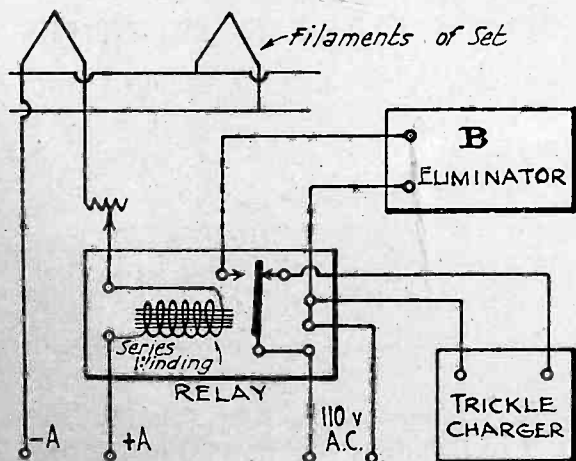 Filaments of Set
B
ELIMINATOR
Series
Winding
RELAY
-A
+A
110 v
A.C.
TRICKLE
CHARGER